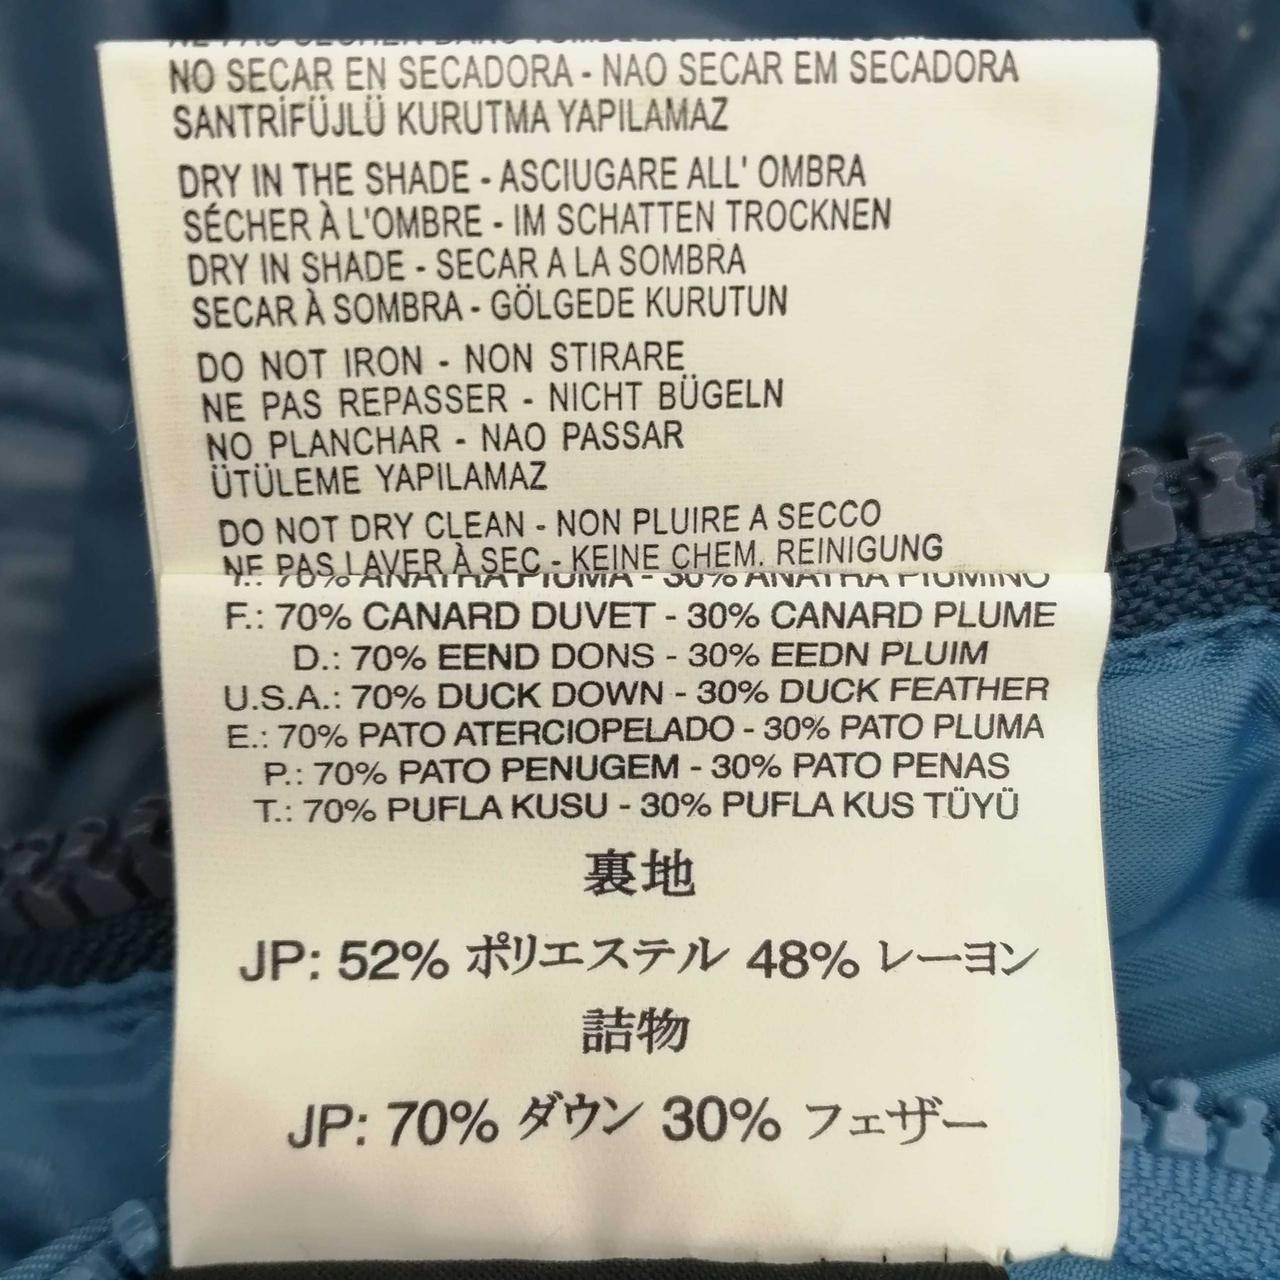 NO SECAR EN SECADORA - NAO SECAR EM SECADORA
SANTRİFÜJLÜ KURUTMA YAPILAMAZ
DRY IN THE SHADE - ASCIUGARE ALL' OMBRA
SÉCHER À L'OMBRE - IM SCHATTEN TROCKNEN
DRY IN SHADE - SECAR A LA SOMBRA
SECAR À SOMBRA - GÖLGEDE KURUTUN
DO NOT IRON - NON STIRARE
NE PAS REPASSER - NICHT BÜGELN
NO PLANCHAR - NAO PASSAR
ÜTÜLEME YAPILAMAZ
DO NOT DRY CLEAN - NON PLUIRE A SECCO
NE PAS LAVER À SEC - KEINE CHEM. REINIGUNG
70% ANATRA PIUMA - 30% ANATRA PIUMINO
F.: 70% CANARD DUVET - 30% CANARD PLUME
D.: 70% EEND DONS - 30% EEDN PLUIM
U.S.A.: 70% DUCK DOWN - 30% DUCK FEATHER
E.: 70% PATO ATERCIOPELADO - 30% PATO PLUMA
P.: 70% PATO PENUGEM - 30% PATO PENAS
T.: 70% PUFLA KUSU - 30% PUFLA KUS TÜYÜ
裏地
JP: 52% ポリエステル 48% レーヨン
詰物
JP: 70% ダウン 30% フェザー